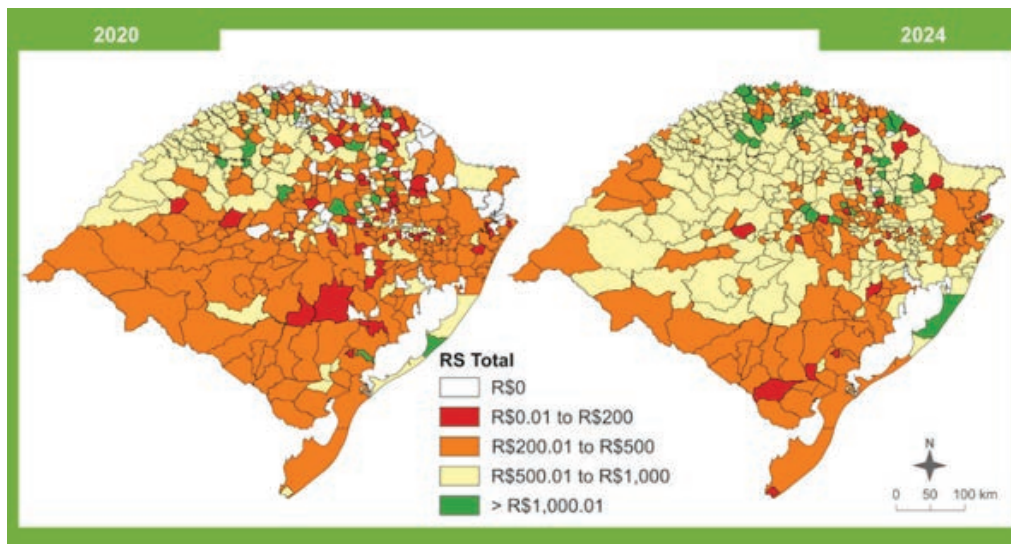 2020
2024
RS Total
R$0
R$0.01 to R$200
R$200.01 to R$500
R$500.01 to R$1,000
> R$1,000.01
N
0 50 100 km